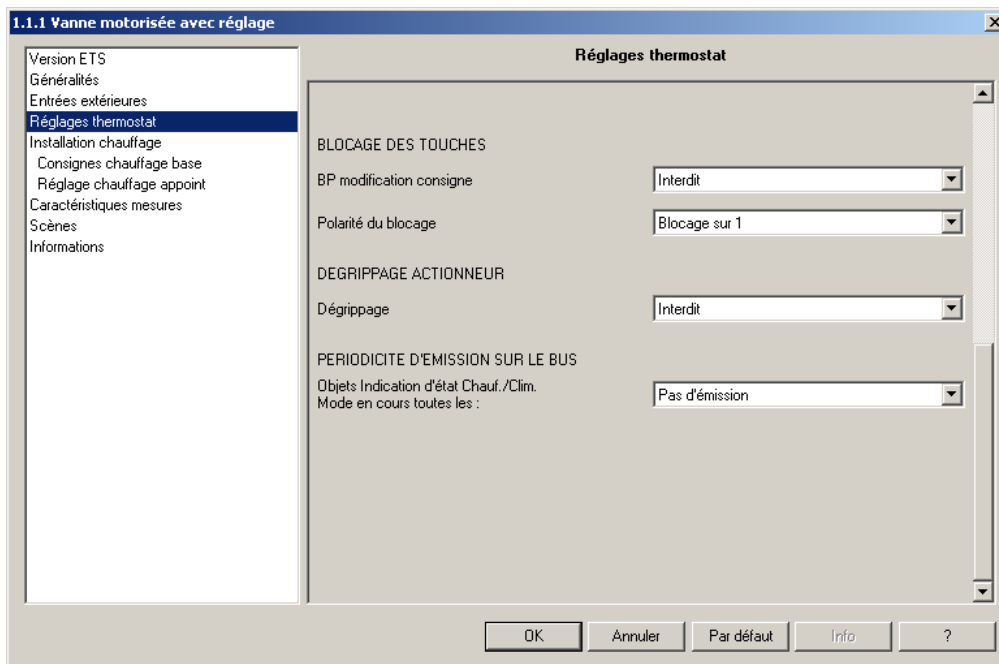 1.1.1 Vanne motorisée avec réglage
Version ETS
Généralités
Entrées extérieures
Réglages thermostat
Installation chauffage
Consignes chauffage base
Réglage chauffage appoint
Caractéristiques mesures
Scènes
Informations
Réglages thermostat
BLOCAGE DES TOUCHES
BP modification consigne
Interdit
Polarité du blocage
Blocage sur 1
DEGRIPPAGE ACTIONNEUR
Dégrippage
Interdit
PERIODICITE D'EMISSION SUR LE BUS
Objets Indication d'état Chauf./Clim.
Mode en cours toutes les :
Pas d'émission
OK
Annuler
Par défaut
Info
?